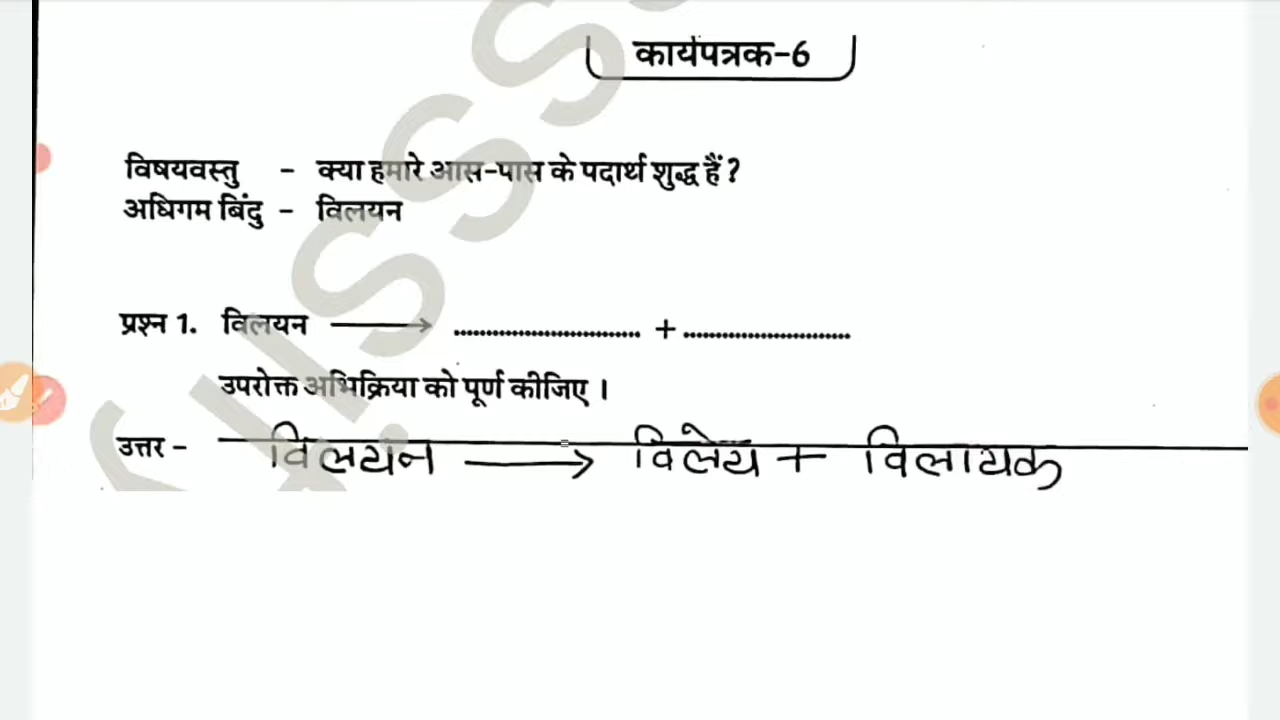 कार्यपत्रक-6
विषयवस्तु - क्या हमारे आस-पास के पदार्थ शुद्ध हैं ?
अधिगम बिंदु - विलयन
प्रश्न 1. विलयन ⟶ .................................... + ................................
उपरोक्त अभिक्रिया को पूर्ण कीजिए ।
उत्तर - विलयन ⟶ विलेय + विलायक